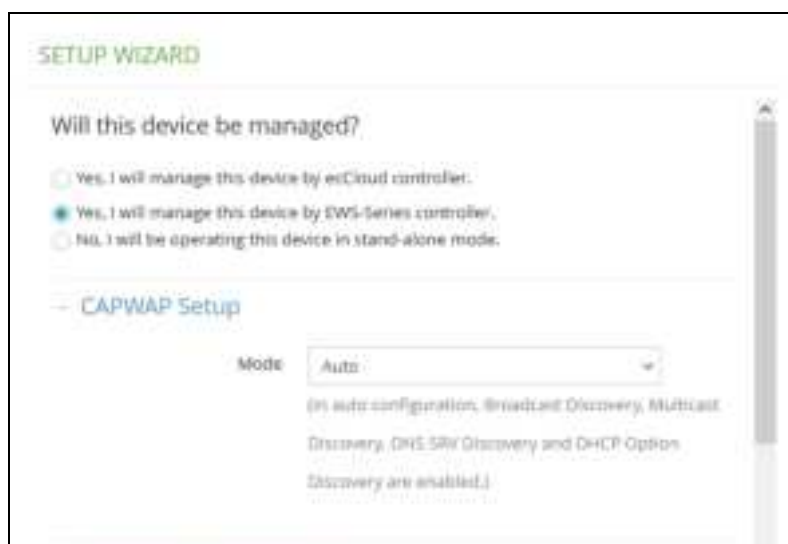 SETUP WIZARD
Will this device be managed?
Yes, I will manage this device by ecCloud controller.
Yes, I will manage this device by EWS-Series controller.
No, I will be operating this device in stand-alone mode.
CAPWAP Setup
Mode
Auto
(In auto configuration, Broadcast Discovery, Multicast
Discovery, DNS SRV Discovery and DHCP Option
Discovery are enabled.)